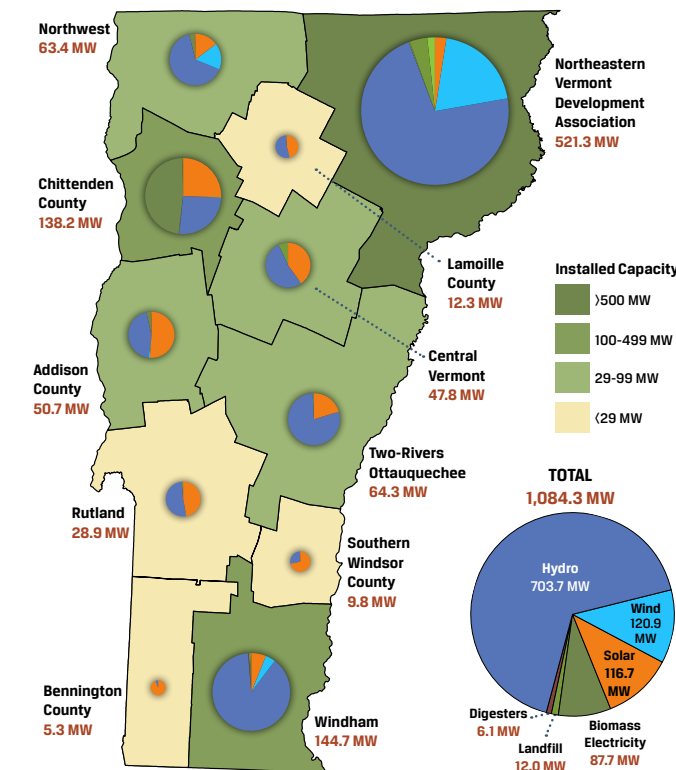 Northwest
63.4 MW
Northeastern
Vermont
Development
Association
521.3 MW
Chittenden
County
138.2 MW
Lamoille
County
12.3 MW
Installed Capacity
⟩500 MW
100-499 MW
29-99 MW
⟨29 MW
Central
Vermont
47.8 MW
Addison
County
50.7 MW
Two-Rivers
Ottauquechee
64.3 MW
Rutland
28.9 MW
Southern
Windsor
County
9.8 MW
Bennington
County
5.3 MW
Windham
144.7 MW
TOTAL
1,084.3 MW
Hydro
703.7 MW
Wind
120.9
MW
Solar
116.7
MW
Digesters
6.1 MW
Landfill
12.0 MW
Biomass
Electricity
87.7 MW